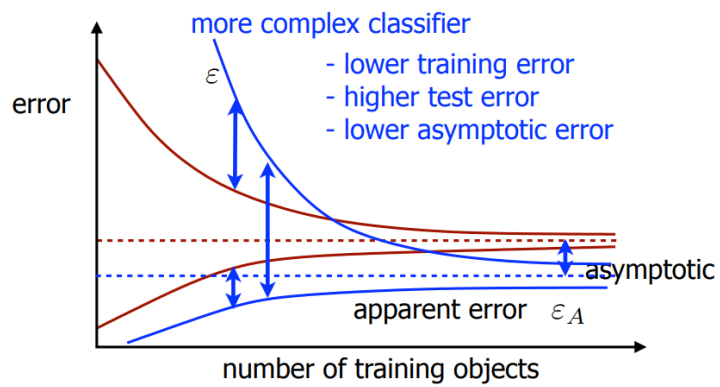 more complex classifier
- lower training error
- higher test error
- lower asymptotic error
ε
error
asymptotic
apparent error ε_A
number of training objects